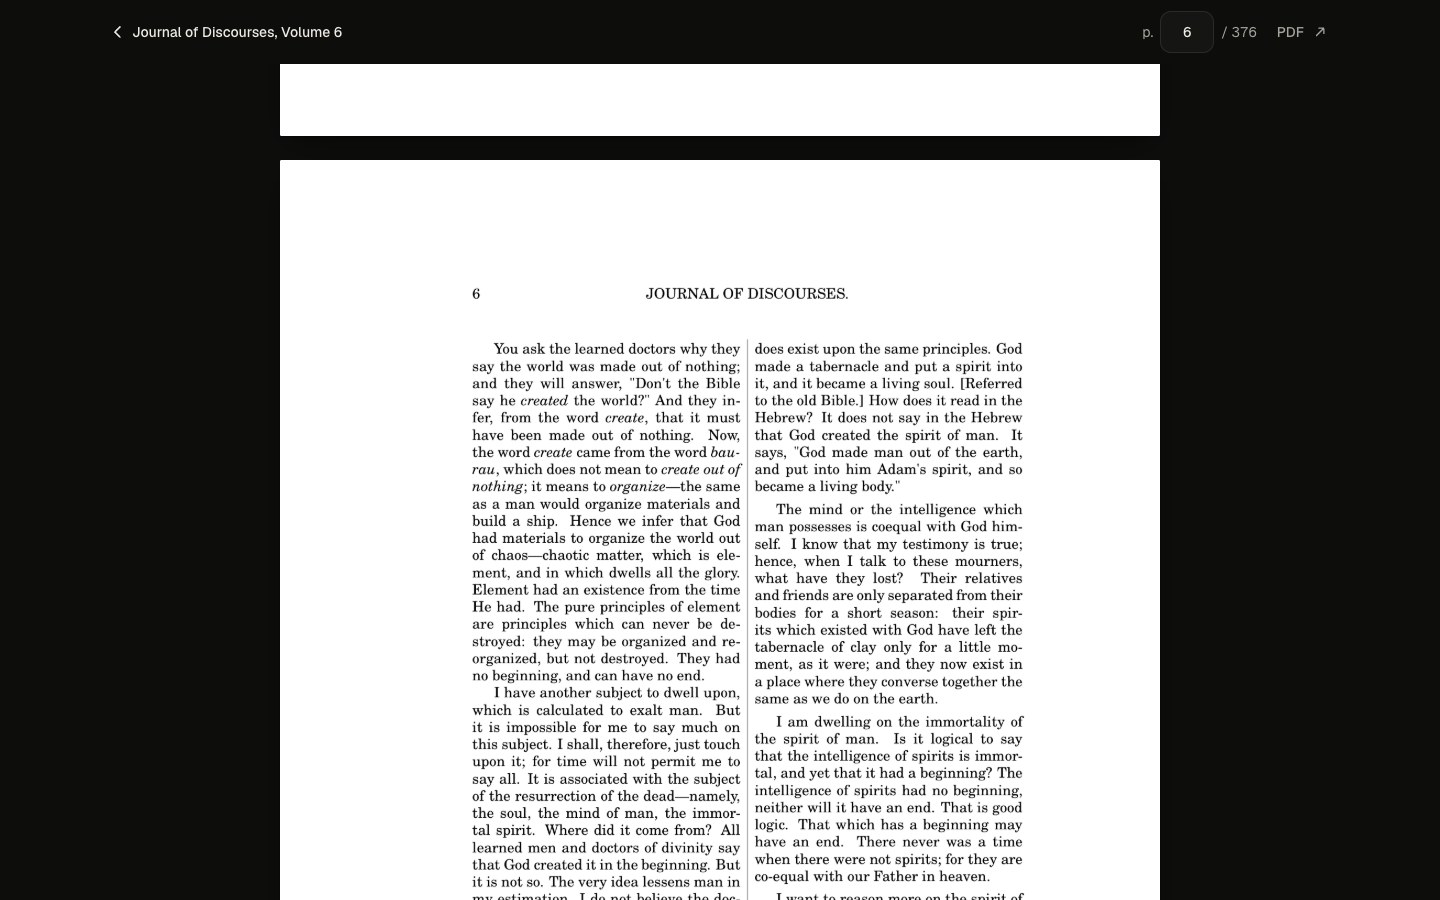 Journal of Discourses, Volume 6
p. 6 / 376 PDF
6 JOURNAL OF DISCOURSES.
You ask the learned doctors why they
say the world was made out of nothing;
and they will answer, "Don't the Bible
say he created the world?" And they in-
fer, from the word create, that it must
have been made out of nothing. Now,
the word create came from the word bau-
rau, which does not mean to create out of
nothing; it means to organize—the same
as a man would organize materials and
build a ship. Hence we infer that God
had materials to organize the world out
of chaos—chaotic matter, which is ele-
ment, and in which dwells all the glory.
Element had an existence from the time
He had. The pure principles of element
are principles which can never be de-
stroyed: they may be organized and re-
organized, but not destroyed. They had
no beginning, and can have no end.
I have another subject to dwell upon,
which is calculated to exalt man. But
it is impossible for me to say much on
this subject. I shall, therefore, just touch
upon it; for time will not permit me to
say all. It is associated with the subject
of the resurrection of the dead—namely,
the soul, the mind of man, the immor-
tal spirit. Where did it come from? All
learned men and doctors of divinity say
that God created it in the beginning. But
it is not so. The very idea lessens man in
my estimation. I do not believe the doc-
does exist upon the same principles. God
made a tabernacle and put a spirit into
it, and it became a living soul. [Referred
to the old Bible.] How does it read in the
Hebrew? It does not say in the Hebrew
that God created the spirit of man. It
says, "God made man out of the earth,
and put into him Adam's spirit, and so
became a living body."
The mind or the intelligence which
man possesses is coequal with God him-
self. I know that my testimony is true;
hence, when I talk to these mourners,
what have they lost? Their relatives
and friends are only separated from their
bodies for a short season: their spir-
its which existed with God have left the
tabernacle of clay only for a little mo-
ment, as it were; and they now exist in
a place where they converse together the
same as we do on the earth.
I am dwelling on the immortality of
the spirit of man. Is it logical to say
that the intelligence of spirits is immor-
tal, and yet that it had a beginning? The
intelligence of spirits had no beginning,
neither will it have an end. That is good
logic. That which has a beginning may
have an end. There never was a time
when there were not spirits; for they are
co-equal with our Father in heaven.
I want to reason more on the spirit of